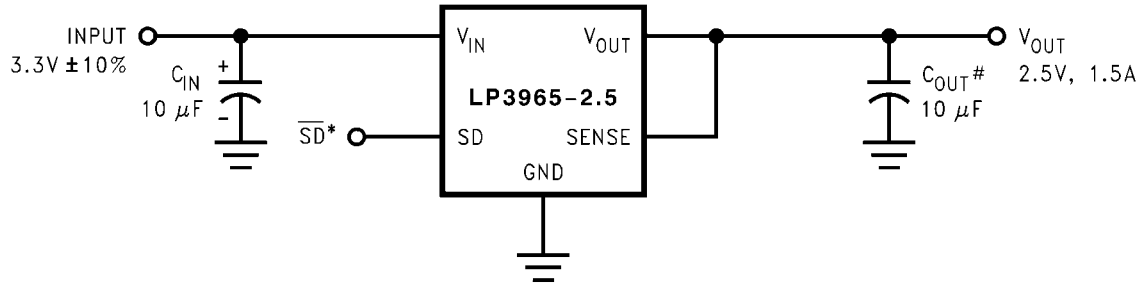 INPUT
3.3V ±10%
+
C_IN
10 μF
-
S̅D̅*
V_IN
V_OUT
LP3965-2.5
SD
SENSE
GND
C_OUT#
10 μF
V_OUT
2.5V, 1.5A